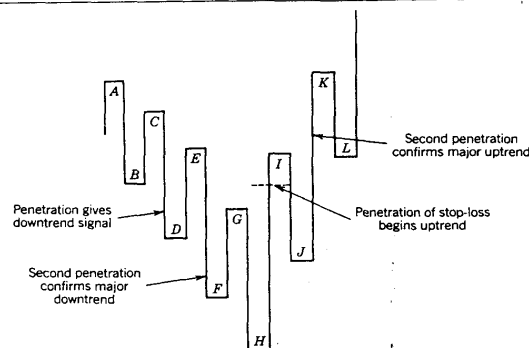 A
B
C
D
E
F
G
H
I
J
K
L
Penetration gives
downtrend signal
Second penetration
confirms major
downtrend
Second penetration
confirms major uptrend
Penetration of stop-loss
begins uptrend